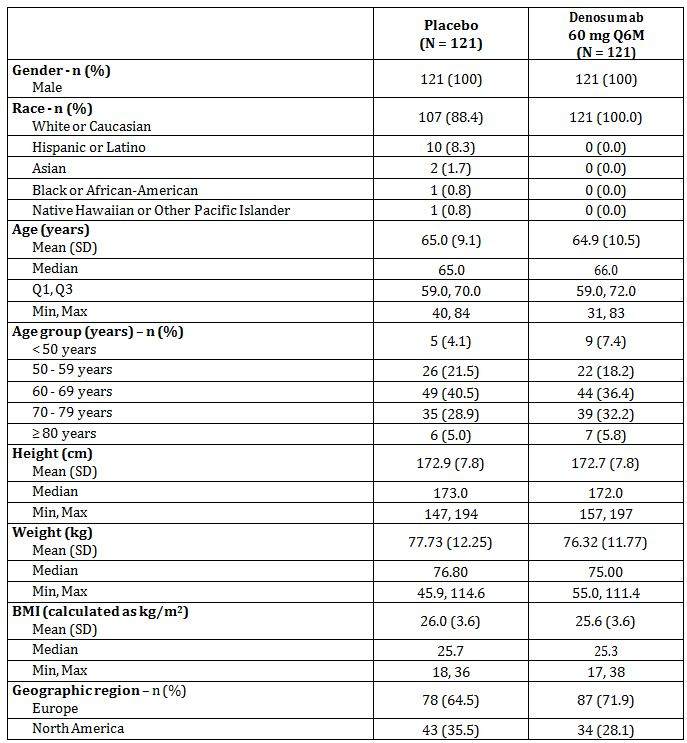 Placebo
(N = 121)
Denosumab
60 mg Q6M
(N = 121)
Gender - n (%)
Male 121 (100) 121 (100)
Race - n (%)
White or Caucasian 107 (88.4) 121 (100.0)
Hispanic or Latino 10 (8.3) 0 (0.0)
Asian 2 (1.7) 0 (0.0)
Black or African-American 1 (0.8) 0 (0.0)
Native Hawaiian or Other Pacific Islander 1 (0.8) 0 (0.0)
Age (years)
Mean (SD) 65.0 (9.1) 64.9 (10.5)
Median 65.0 66.0
Q1, Q3 59.0, 70.0 59.0, 72.0
Min, Max 40, 84 31, 83
Age group (years) – n (%)
< 50 years 5 (4.1) 9 (7.4)
50 - 59 years 26 (21.5) 22 (18.2)
60 - 69 years 49 (40.5) 44 (36.4)
70 - 79 years 35 (28.9) 39 (32.2)
≥ 80 years 6 (5.0) 7 (5.8)
Height (cm)
Mean (SD) 172.9 (7.8) 172.7 (7.8)
Median 173.0 172.0
Min, Max 147, 194 157, 197
Weight (kg)
Mean (SD) 77.73 (12.25) 76.32 (11.77)
Median 76.80 75.00
Min, Max 45.9, 114.6 55.0, 111.4
BMI (calculated as kg/m²)
Mean (SD) 26.0 (3.6) 25.6 (3.6)
Median 25.7 25.3
Min, Max 18, 36 17, 38
Geographic region – n (%)
Europe 78 (64.5) 87 (71.9)
North America 43 (35.5) 34 (28.1)